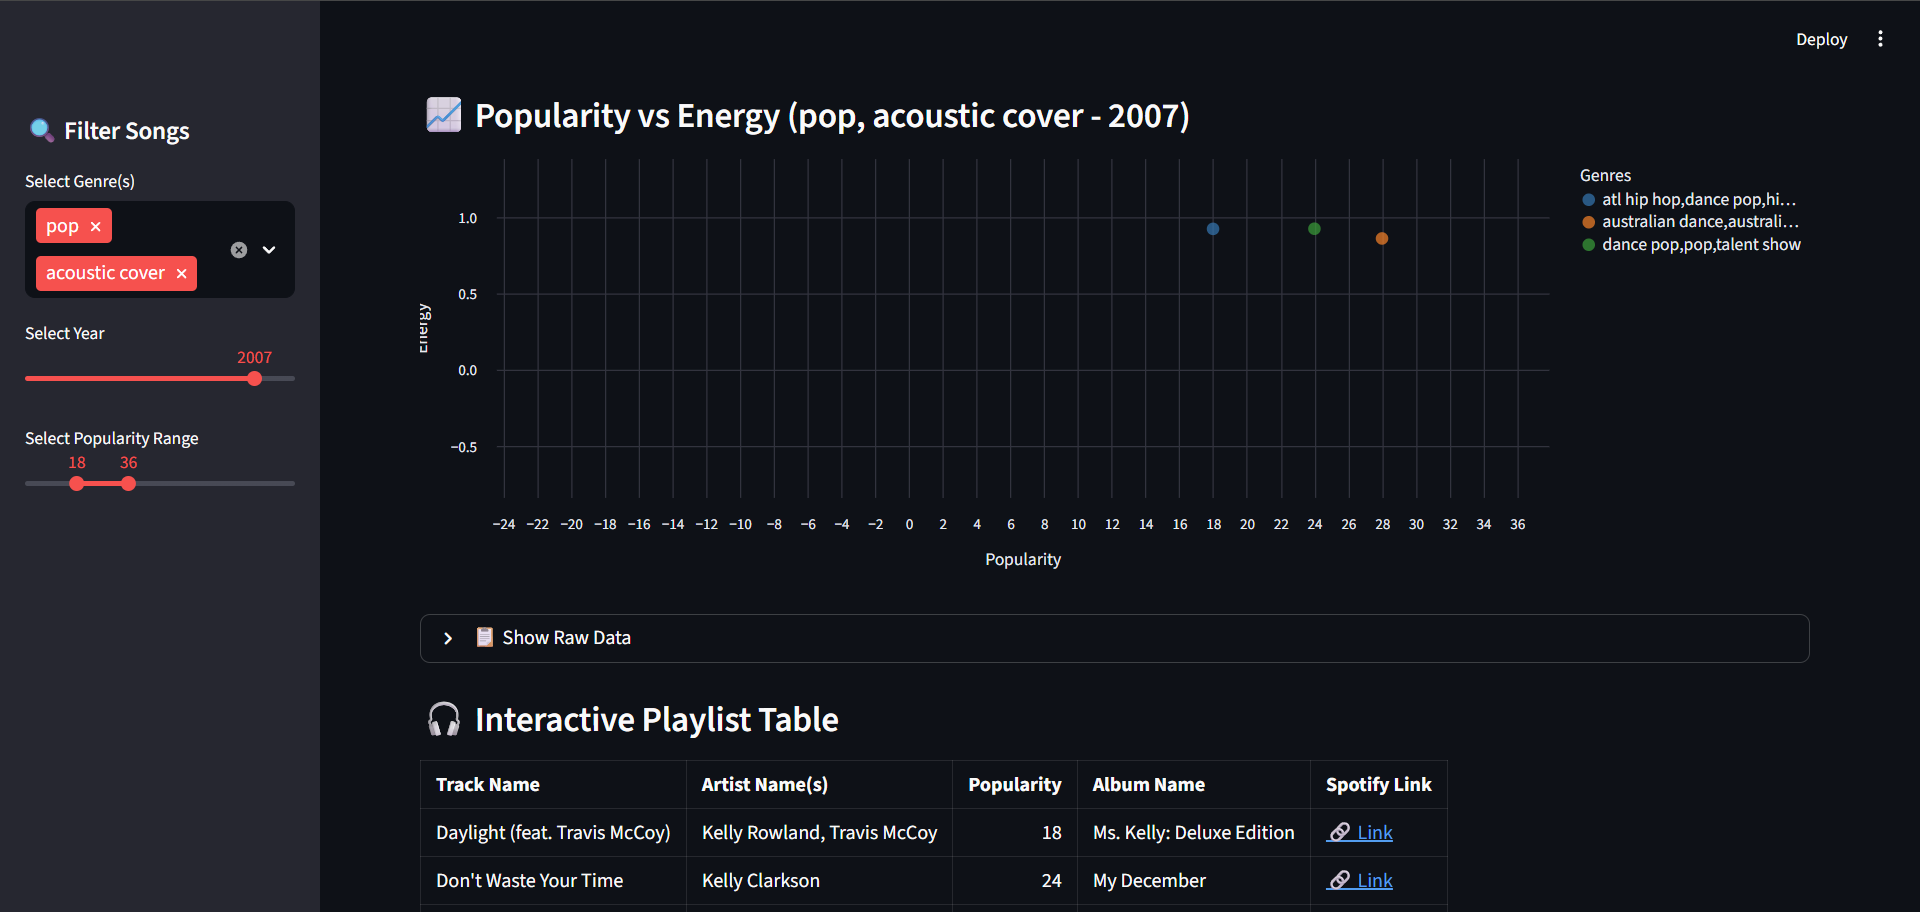 Deploy
🔍 Filter Songs
Select Genre(s)
pop ×
acoustic cover ×
Select Year
2007
Select Popularity Range
18 36
📈 Popularity vs Energy (pop, acoustic cover - 2007)
Energy
1.0
0.5
0.0
−0.5
−24 −22 −20 −18 −16 −14 −12 −10 −8 −6 −4 −2 0 2 4 6 8 10 12 14 16 18 20 22 24 26 28 30 32 34 36
Popularity
Genres
atl hip hop,dance pop,hi…
australian dance,australi…
dance pop,pop,talent show
📋 Show Raw Data
🎧 Interactive Playlist Table
Track Name Artist Name(s) Popularity Album Name Spotify Link
Daylight (feat. Travis McCoy) Kelly Rowland, Travis McCoy 18 Ms. Kelly: Deluxe Edition 🔗 Link
Don't Waste Your Time Kelly Clarkson 24 My December 🔗 Link